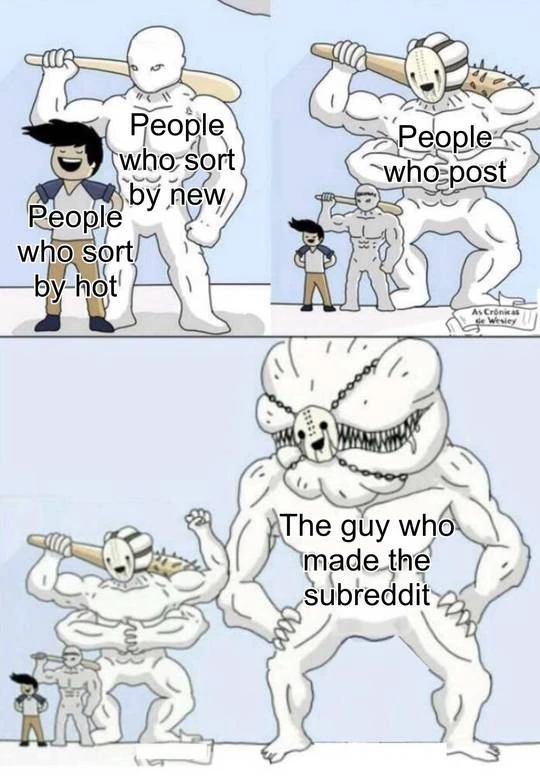 People
who sort
by new
People
who sort
by hot
People
who post
As Crônicas
de Wesley
The guy who
made the
subreddit